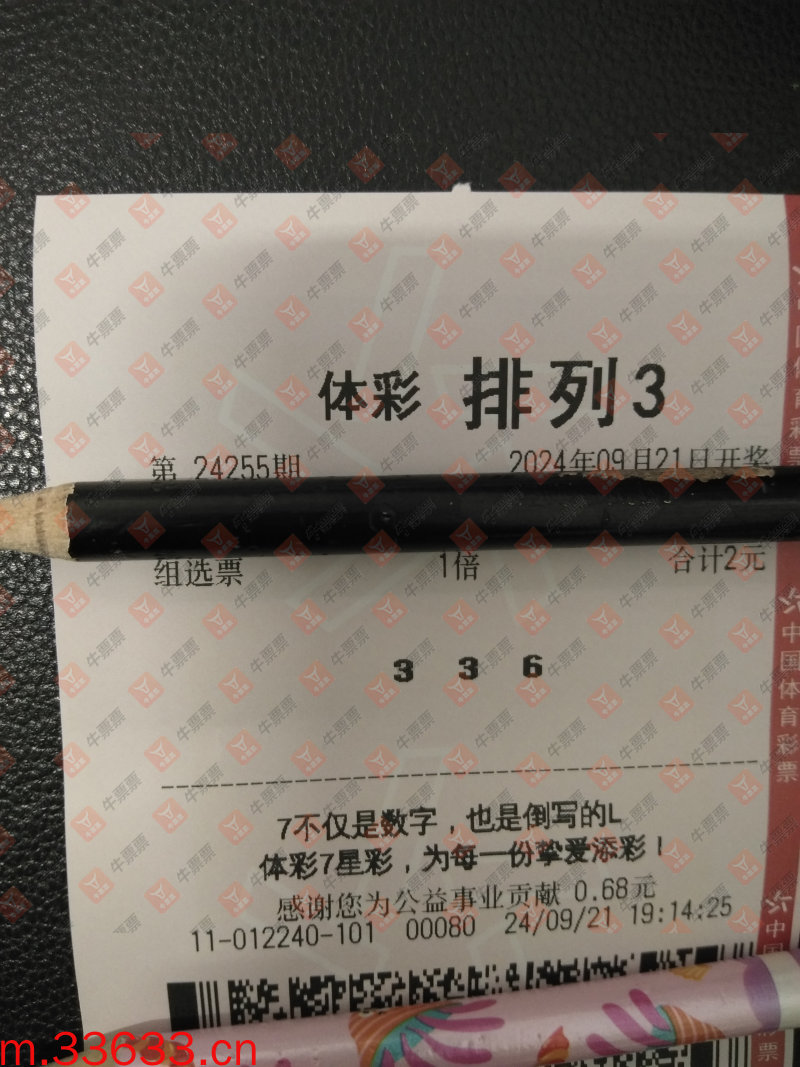 体彩 排列3
第 24255期 2024年09月21日开奖
组选票 1倍 合计2元
3 3 6
7不仅是数字，也是倒写的L
体彩7星彩，为每一份挚爱添彩！
感谢您为公益事业贡献 0.68元
11-012240-101 00080 24/09/21 19:14:25
中国体育彩票
牛票票
m.33633.cn